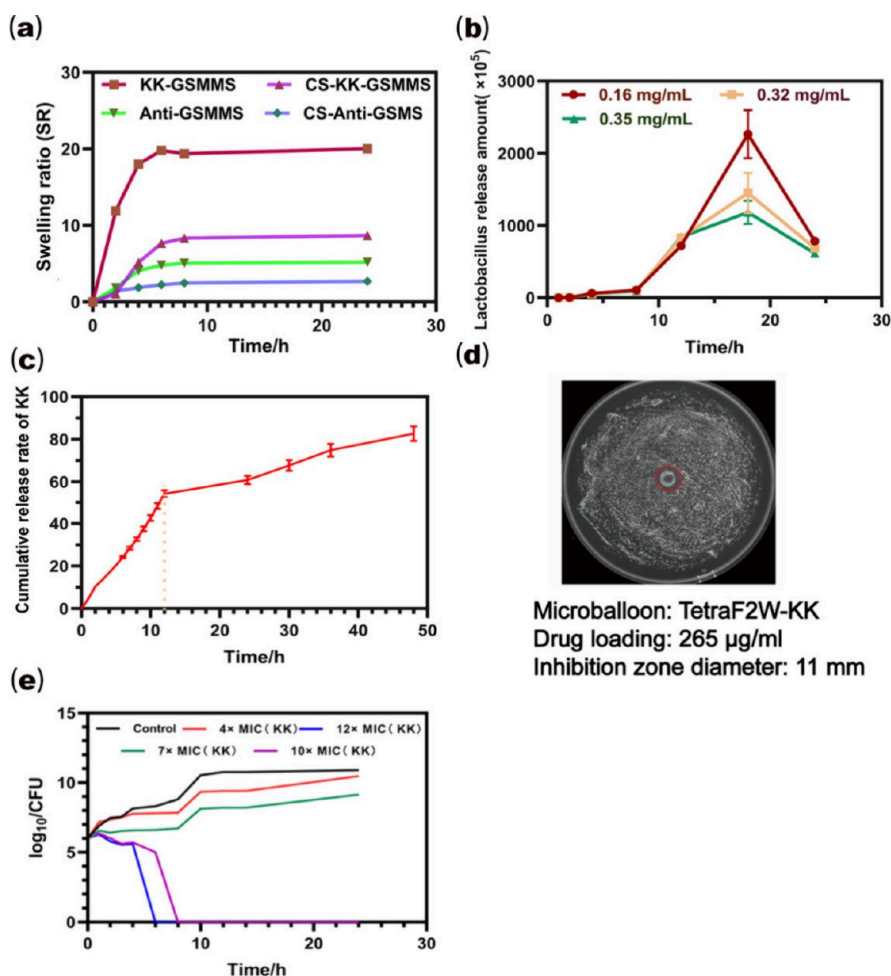 (a)
30
20
10
0
0 10 20 30
KK-GSMMS CS-KK-GSMMS
Anti-GSMMS CS-Anti-GSMS
Swelling ratio (SR)
Time/h
(b)
3000
2000
1000
0
0 10 20 30
0.16 mg/mL 0.32 mg/mL
0.35 mg/mL
Lactobacillus release amount( ×10⁵)
Time/h
(c)
100
80
60
40
20
0
0 10 20 30 40 50
Cumulative release rate of KK
Time/h
(d)
Microballoon: TetraF2W-KK
Drug loading: 265 μg/ml
Inhibition zone diameter: 11 mm
(e)
15
10
5
0
0 10 20 30
Control 4× MIC( KK) 12× MIC( KK)
7× MIC( KK) 10× MIC( KK)
log₁₀/CFU
Time/h